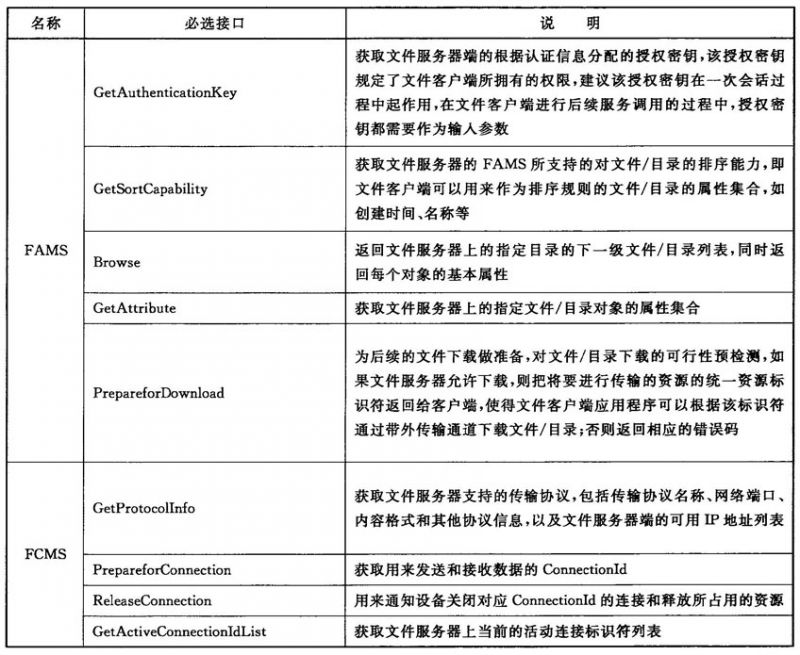 名称 必选接口 说 明
FAMS
GetAuthenticationKey
获取文件服务器端的根据认证信息分配的授权密钥,该授权密钥
规定了文件客户端所拥有的权限,建议该授权密钥在一次会话过
程中起作用,在文件客户端进行后续服务调用的过程中,授权密
钥都需要作为输入参数
GetSortCapability
获取文件服务器的 FAMS 所支持的对文件/目录的排序能力,即
文件客户端可以用来作为排序规则的文件/目录的属性集合,如
创建时间、名称等
Browse
返回文件服务器上的指定目录的下一级文件/目录列表,同时返
回每个对象的基本属性
GetAttribute
获取文件服务器上的指定文件/目录对象的属性集合
PrepareforDownload
为后续的文件下载做准备,对文件/目录下载的可行性预检测,如
果文件服务器允许下载,则把将要进行传输的资源的统一资源标
识符返回给客户端,使得文件客户端应用程序可以根据该标识符
通过带外传输通道下载文件/目录;否则返回相应的错误码
FCMS
GetProtocolInfo
获取文件服务器支持的传输协议,包括传输协议名称、网络端口、
内容格式和其他协议信息,以及文件服务器端的可用 IP 地址列表
PrepareforConnection
获取用来发送和接收数据的 ConnectionId
ReleaseConnection
用来通知设备关闭对应 ConnectionId 的连接和释放所占用的资源
GetActiveConnectionIdList
获取文件服务器上当前的活动连接标识符列表